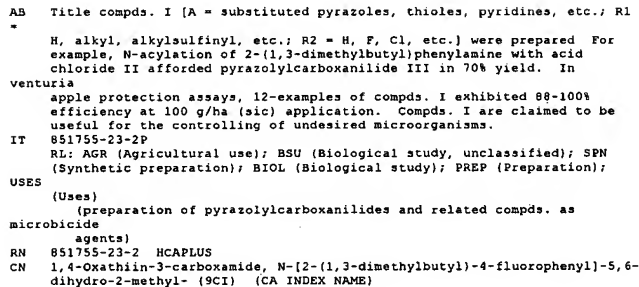 AB Title compds. I [A = substituted pyrazoles, thioles, pyridines, etc.; R1
=
H, alkyl, alkylsulfinyl, etc.; R2 = H, F, Cl, etc.] were prepared For
example, N-acylation of 2-(1,3-dimethylbutyl)phenylamine with acid
chloride II afforded pyrazolylcarboxanilide III in 70% yield. In
venturia
apple protection assays, 12-examples of compds. I exhibited 88-100%
efficiency at 100 g/ha (sic) application. Compds. I are claimed to be
useful for the controlling of undesired microorganisms.
IT 851755-23-2P
RL: AGR (Agricultural use); BSU (Biological study, unclassified); SPN
(Synthetic preparation); BIOL (Biological study); PREP (Preparation);
USES
(Uses)
(preparation of pyrazolylcarboxanilides and related compds. as
microbicide
agents)
RN 851755-23-2 HCAPLUS
CN 1,4-Oxathiin-3-carboxamide, N-[2-(1,3-dimethylbutyl)-4-fluorophenyl]-5,6-
dihydro-2-methyl- (9CI) (CA INDEX NAME)